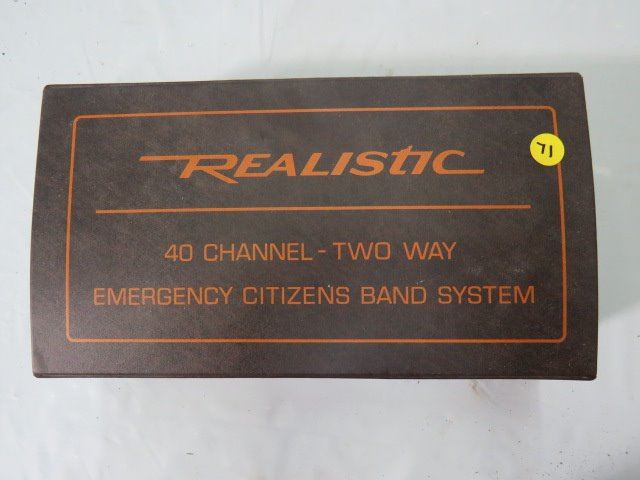 REALISTIC
71
40 CHANNEL - TWO WAY
EMERGENCY CITIZENS BAND SYSTEM